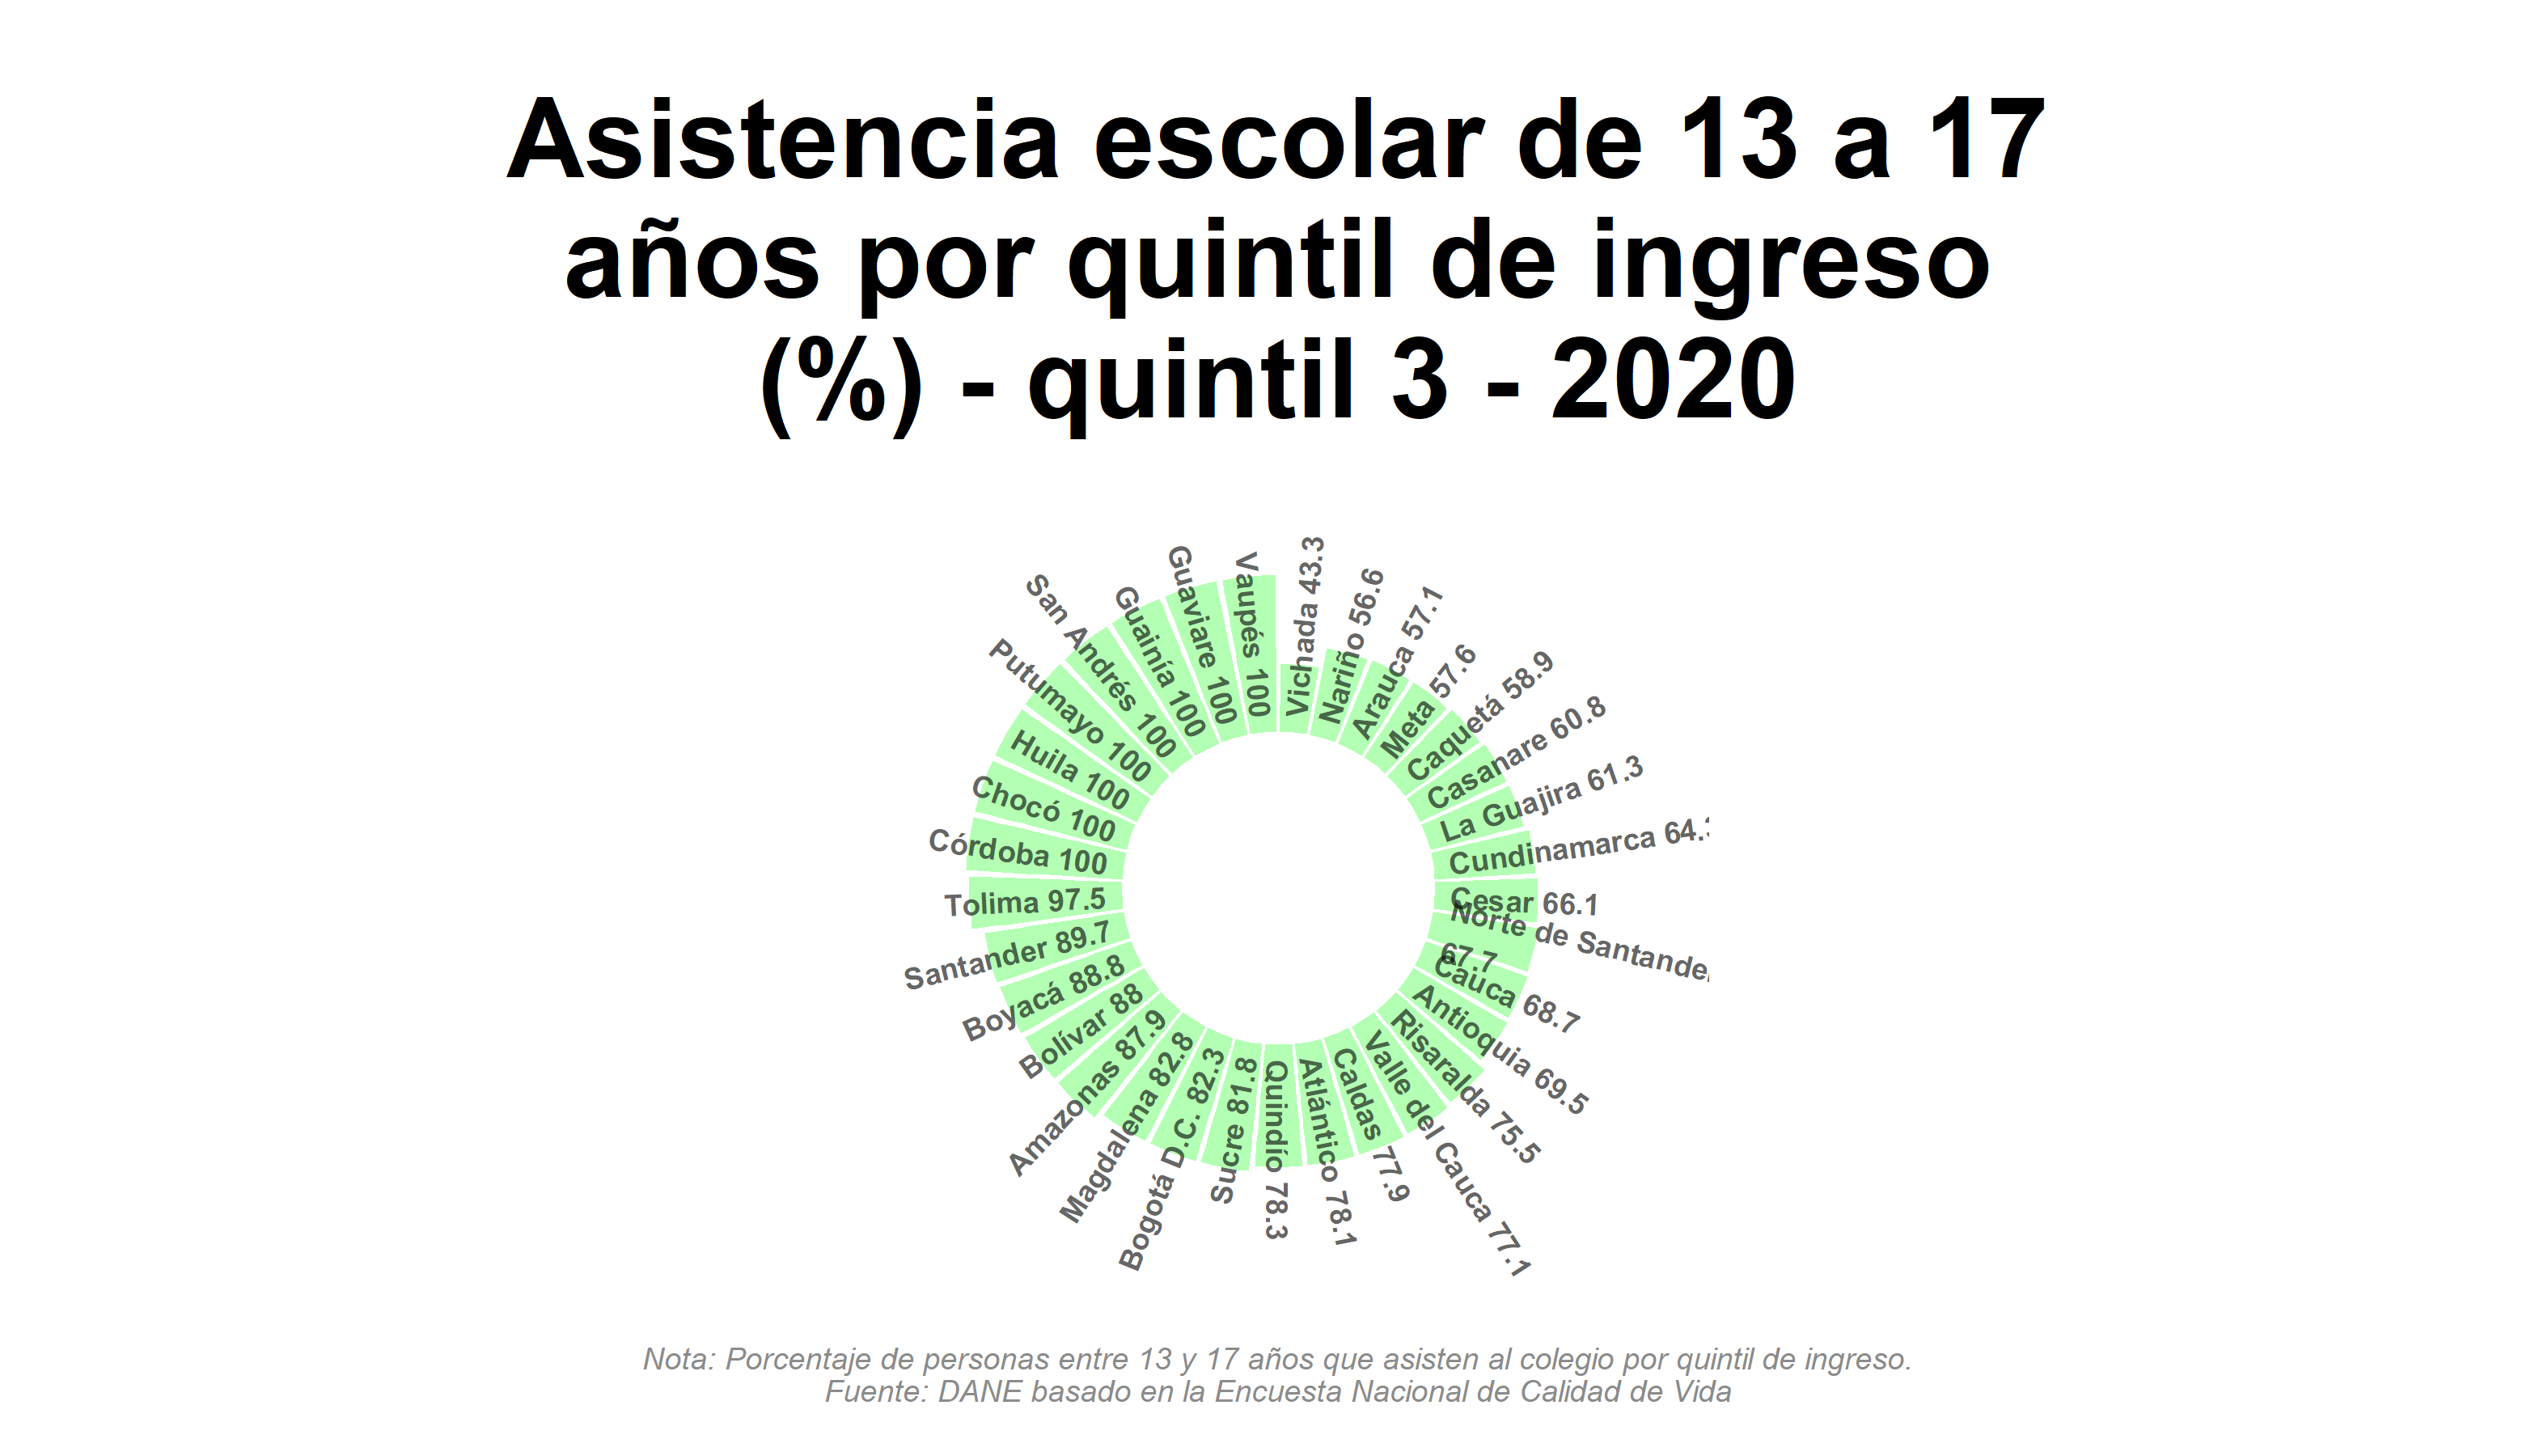 Asistencia escolar de 13 a 17
años por quintil de ingreso
(%) - quintil 3 - 2020
Vichada 43.3
Nariño 56.6
Arauca 57.1
Meta 57.6
Caquetá 58.9
Casanare 60.8
La Guajira 61.3
Cundinamarca 64.
Cesar 66.1
Norte de Santander
67.7
Cauca 68.7
Antioquia 69.5
Risaralda 75.5
Valle del Cauca 77.1
Caldas 77.9
Atlántico 78.1
Quindío 78.3
Sucre 81.8
Bogotá D.C. 82.3
Magdalena 82.8
Amazonas 87.9
Bolívar 88
Boyacá 88.8
Santander 89.7
Tolima 97.5
Córdoba 100
Chocó 100
Huila 100
Putumayo 100
San Andrés 100
Guainía 100
Guaviare 100
Vaupés 100
Nota: Porcentaje de personas entre 13 y 17 años que asisten al colegio por quintil de ingreso.
Fuente: DANE basado en la Encuesta Nacional de Calidad de Vida